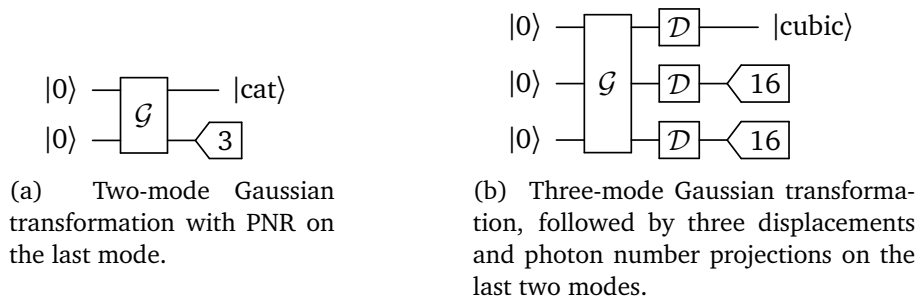 |0⟩ 𝒢 |cat⟩
|0⟩ 3
(a) Two-mode Gaussian
transformation with PNR on
the last mode.
|0⟩ 𝒟 |cubic⟩
|0⟩ 𝒢 𝒟 16
|0⟩ 𝒟 16
(b) Three-mode Gaussian transforma-
tion, followed by three displacements
and photon number projections on the
last two modes.